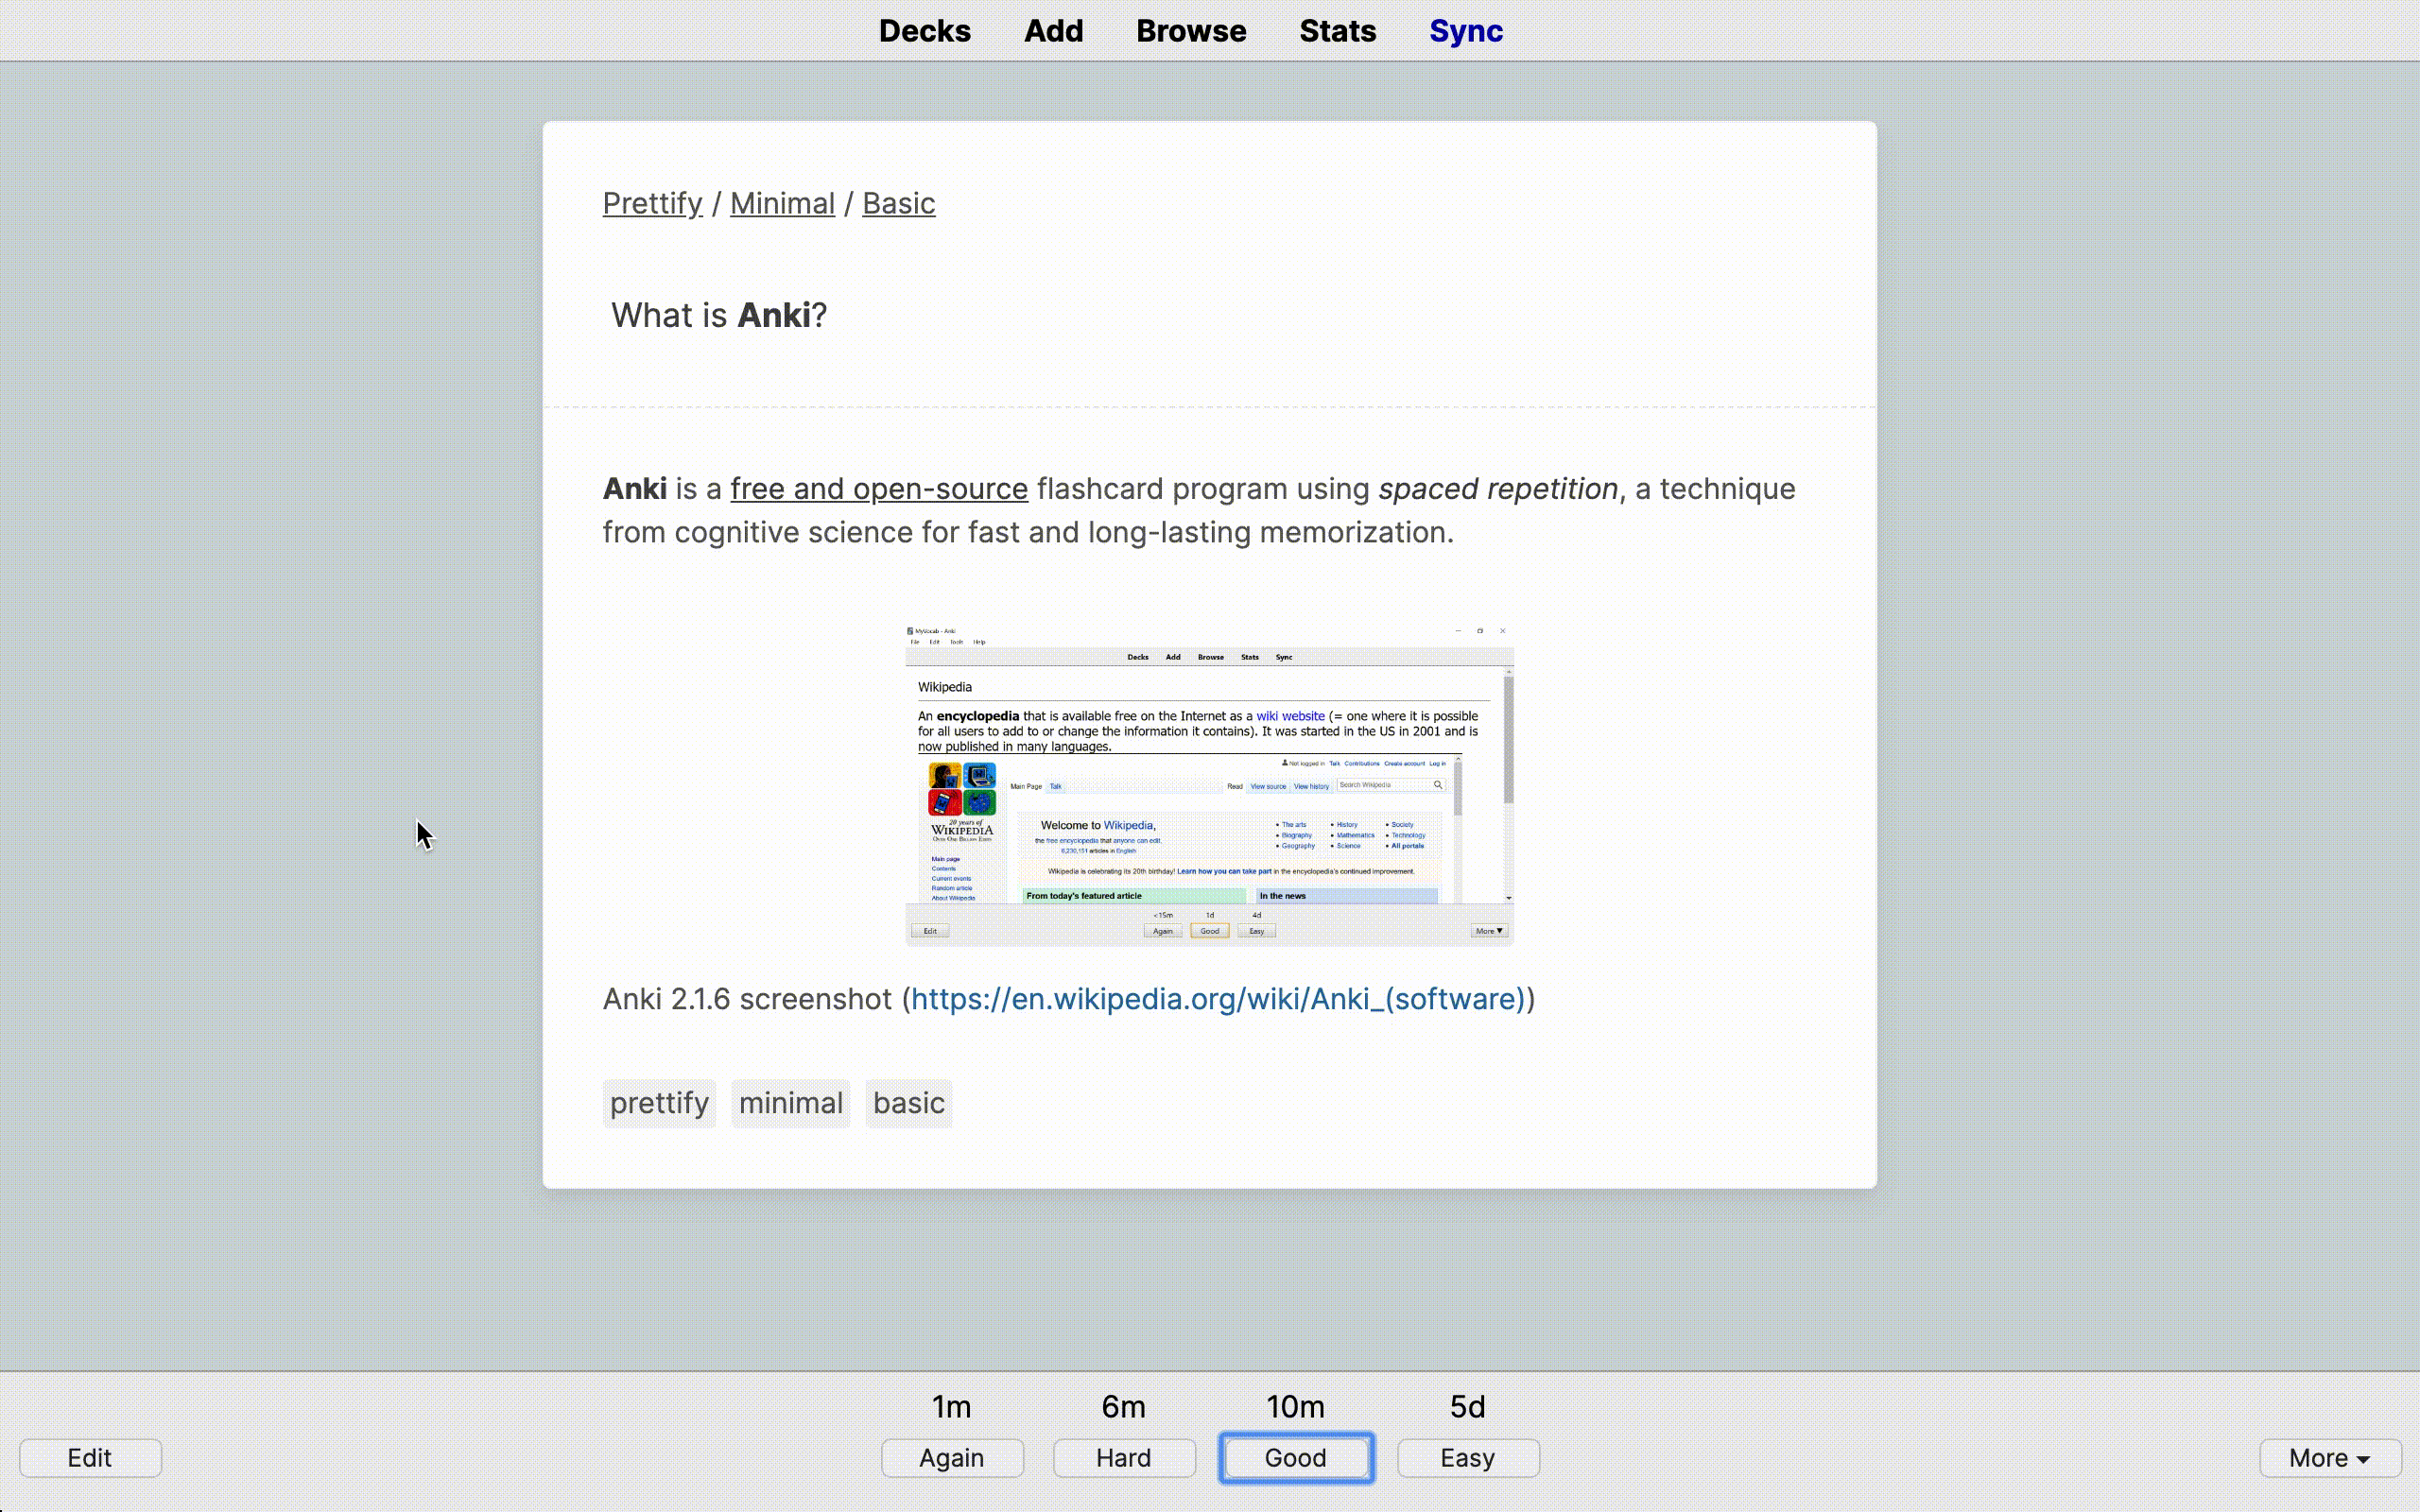 Decks Add Browse Stats Sync
Prettify / Minimal / Basic
What is Anki?
Anki is a free and open-source flashcard program using spaced repetition, a technique
from cognitive science for fast and long-lasting memorization.
MyVocab - Anki
File Edit Tools Help
Decks Add Browse Stats Sync
Wikipedia
An encyclopedia that is available free on the Internet as a wiki website (= one where it is possible
for all users to add to or change the information it contains). It was started in the US in 2001 and is
now published in many languages.
Not logged in Talk Contributions Create account Log in
Main Page Talk Read View source View history Search Wikipedia
20 years of
WIKIPEDIA
Over One Billion Edits
Welcome to Wikipedia,
the free encyclopedia that anyone can edit.
6,230,151 articles in English
• The arts • History • Society
• Biography • Mathematics • Technology
• Geography • Science • All portals
Main page
Contents
Current events
Random article
About Wikipedia
Wikipedia is celebrating its 20th birthday! Learn how you can take part in the encyclopedia's continued improvement.
From today's featured article In the news
<15m 1d 4d
Edit Again Good Easy More ▼
Anki 2.1.6 screenshot (https://en.wikipedia.org/wiki/Anki_(software))
prettify minimal basic
1m 6m 10m 5d
Edit Again Hard Good Easy More